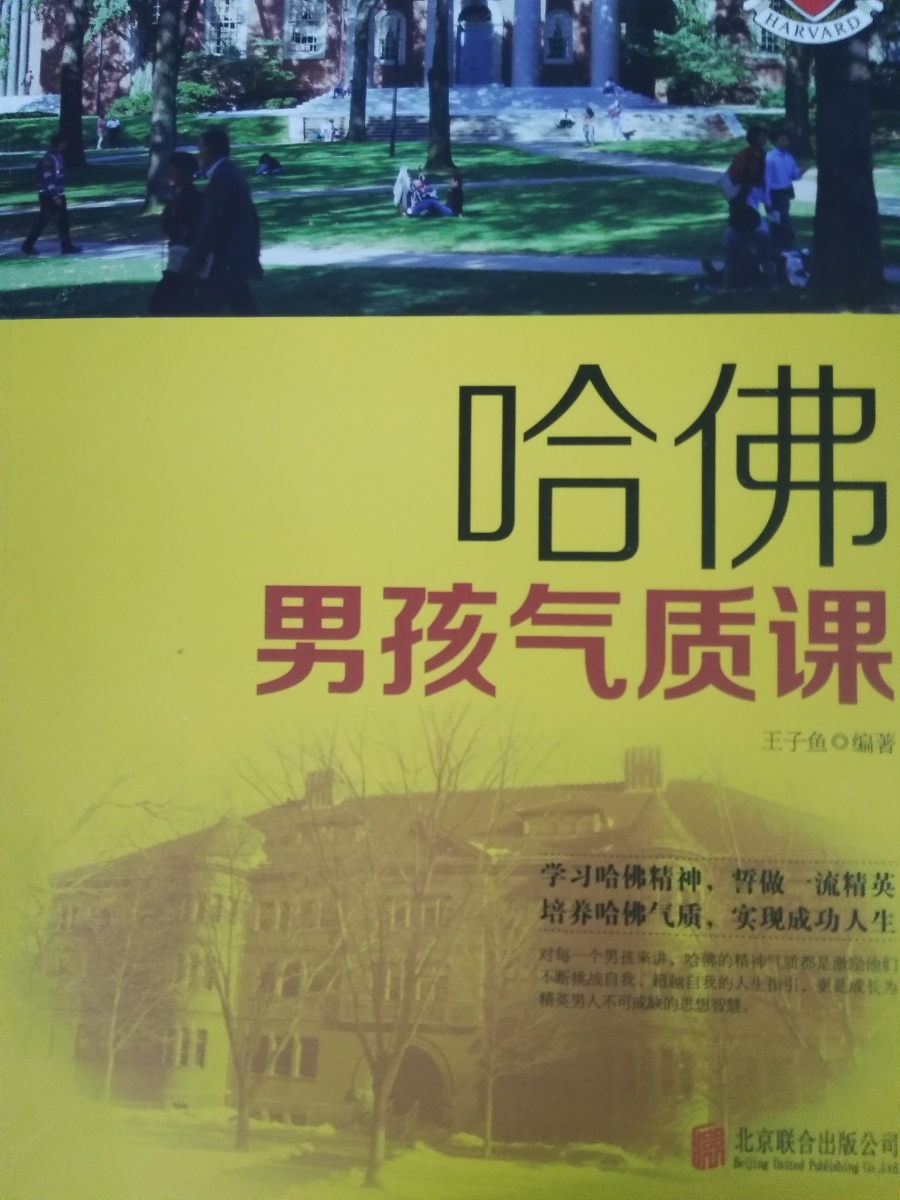 HARVARD
哈佛
男孩气质课
王子鱼◎编著
学习哈佛精神，誓做一流精英
培养哈佛气质，实现成功人生
对每一个男孩来讲，哈佛的精神气质都是激励他们
不断挑战自我、超越自我的人生指引，更是成长为
精英男人不可或缺的思想智慧。
北京联合出版公司
Beijing United Publishing Co.,Ltd